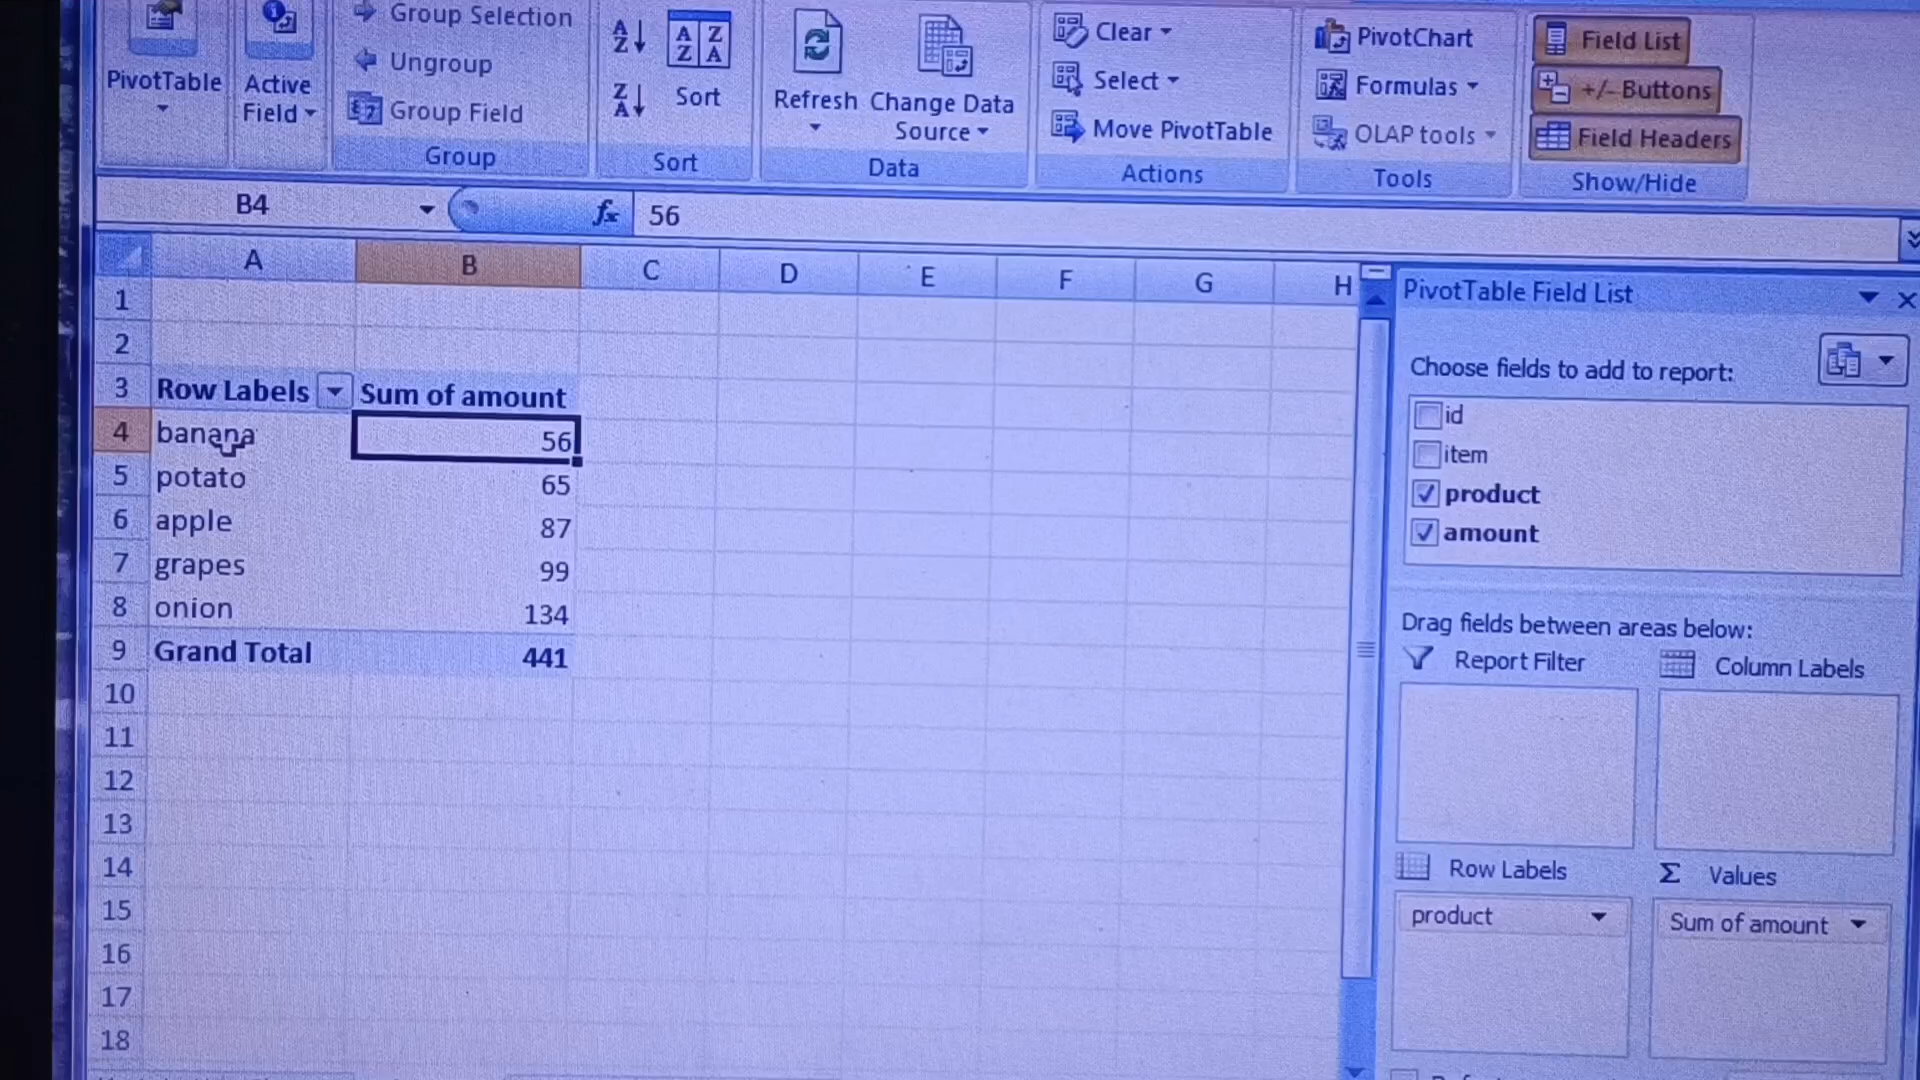 PivotTable
Active Field
Group Selection
Ungroup
Group Field
Group
A Z
Z A
A Z
Z A
Sort
Sort
Refresh
Change Data Source
Data
Clear
Select
Move PivotTable
Actions
PivotChart
Formulas
OLAP tools
Tools
Field List
+/- Buttons
Field Headers
Show/Hide
B4
fx 56
A B C D E F G H
1
2
3 Row Labels Sum of amount
4 banana 56
5 potato 65
6 apple 87
7 grapes 99
8 onion 134
9 Grand Total 441
10
11
12
13
14
15
16
17
18
PivotTable Field List
Choose fields to add to report:
id
item
product
amount
Drag fields between areas below:
Report Filter
Column Labels
Row Labels
Σ Values
product
Sum of amount